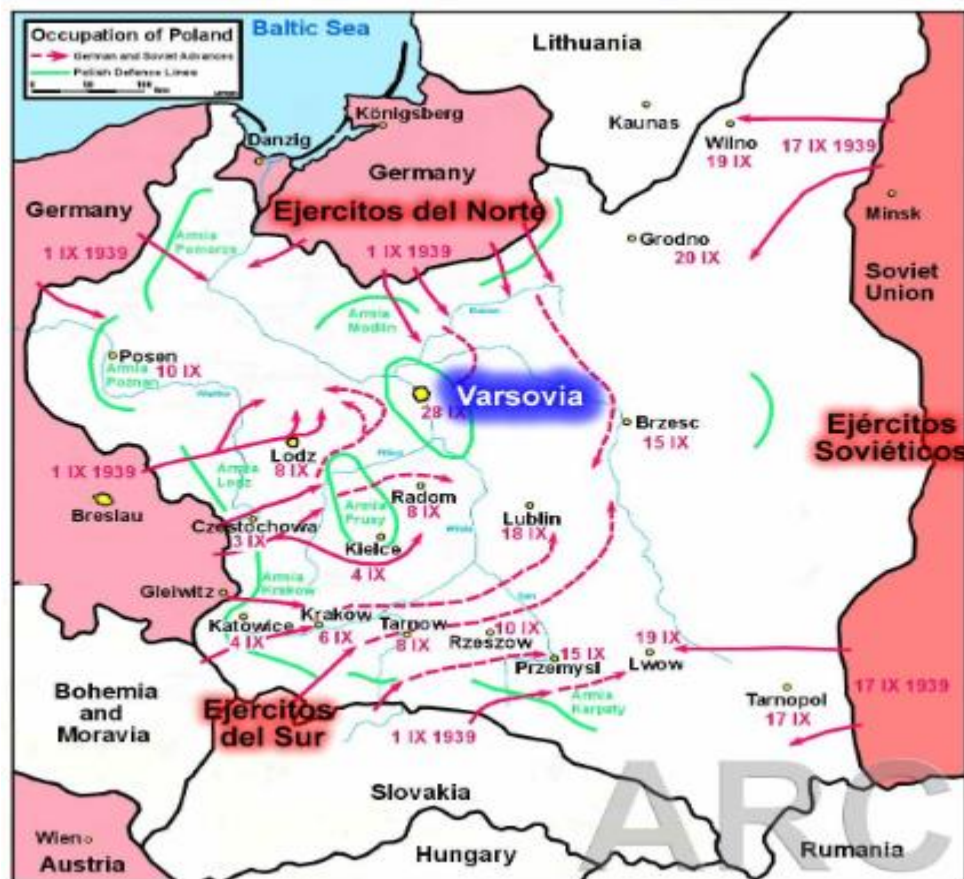 Occupation of Poland
German and Soviet Advances
Polish Defence Lines
Baltic Sea
Lithuania
Königsberg
Kaunas
Wilno
19 IX
17 IX 1939
Danzig
Germany
Germany
Ejercitos del Norte
Minsk
1 IX 1939
Armia
Pomorze
1 IX 1939
Grodno
20 IX
Soviet
Union
Armia
Modlin
Posen
Armia
Poznan
10 IX
Varsovia
28 IX
Brzesc
15 IX
Ejércitos
Soviéticos
1 IX 1939
Lodz
8 IX
Armia
Lodz
Breslau
Radom
8 IX
Armia
Prusy
Lublin
18 IX
Czestochowa
3 IX
Kielce
4 IX
Armia
Krakow
Gleiwitz
Katowice
4 IX
Krakow
6 IX
Tarnow
8 IX
10 IX
Rzeszow
15 IX
Przemysl
19 IX
Lwow
17 IX 1939
Tarnopol
17 IX
Armia
Karpaty
Bohemia
and
Moravia
Ejercitos
del Sur
1 IX 1939
Slovakia
ARC
Wien
Austria
Hungary
Rumania